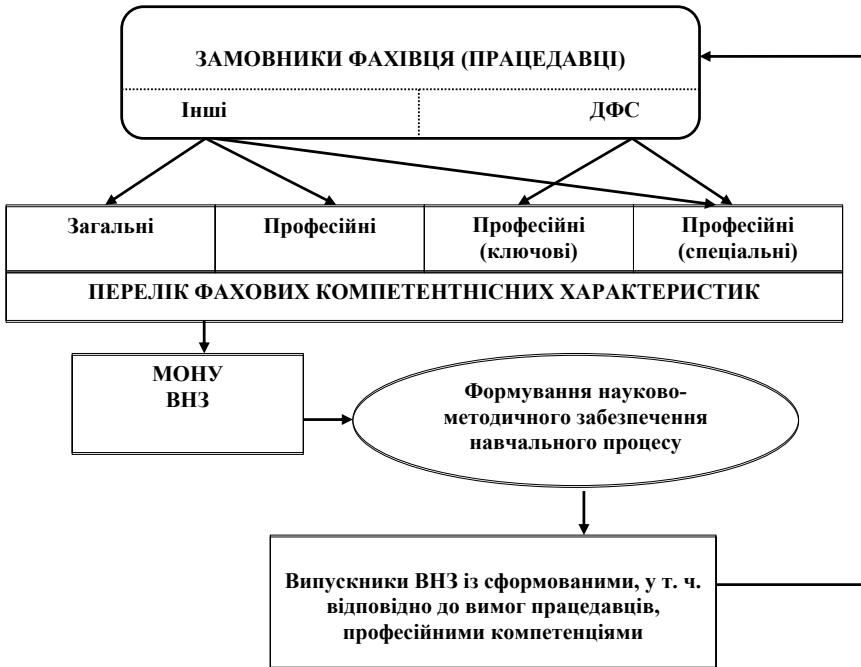 ЗАМОВНИКИ ФАХІВЦЯ (ПРАЦЕДАВЦІ)
Інші
ДФС
Загальні
Професійні
Професійні
(ключові)
Професійні
(спеціальні)
ПЕРЕЛІК ФАХОВИХ КОМПЕТЕНТНІСНИХ ХАРАКТЕРИСТИК
МОНУ
ВНЗ
Формування науково-
методичного забезпечення
навчального процесу
Випускники ВНЗ із сформованими, у т. ч.
відповідно до вимог працедавців,
професійними компетенціями